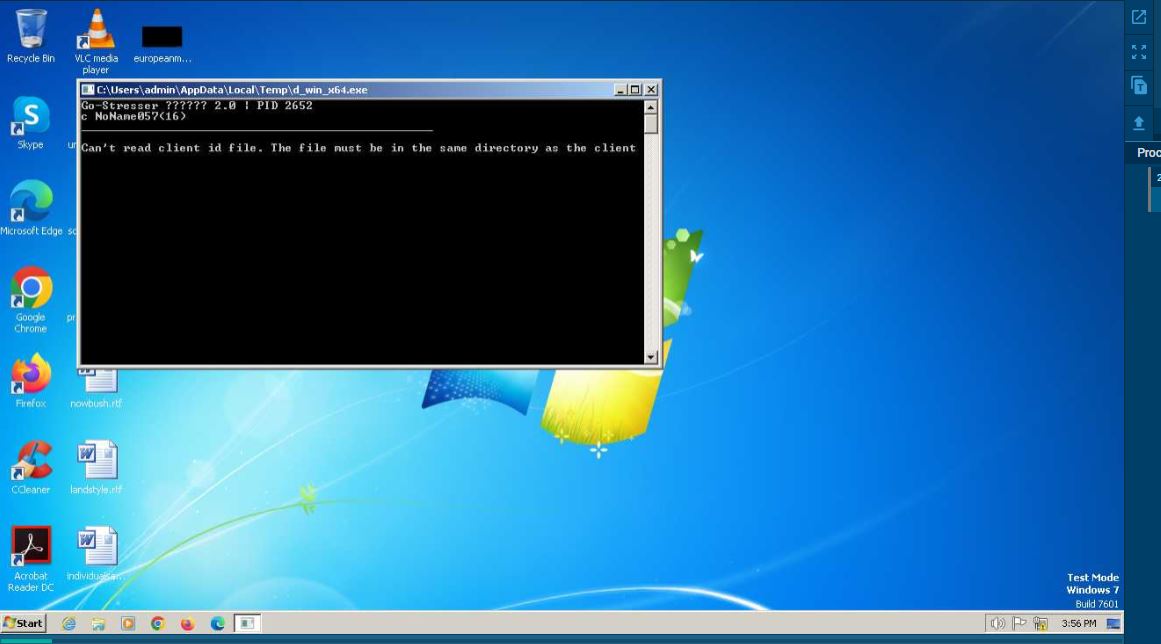 Recycle Bin
VLC media
player
europeanm...
C:\Users\admin\AppData\Local\Temp\d_win_x64.exe
Go-Stresser ?????? 2.0 | PID 2652
c NoName057(16)
Can't read client id file. The file must be in the same directory as the client
Skype
Microsoft Edge
Google
Chrome
Firefox
nowbush.rtf
CCleaner
landstyle.rtf
Acrobat
Reader DC
Proc
Test Mode
Windows 7
Build 7601
Start
3:56 PM